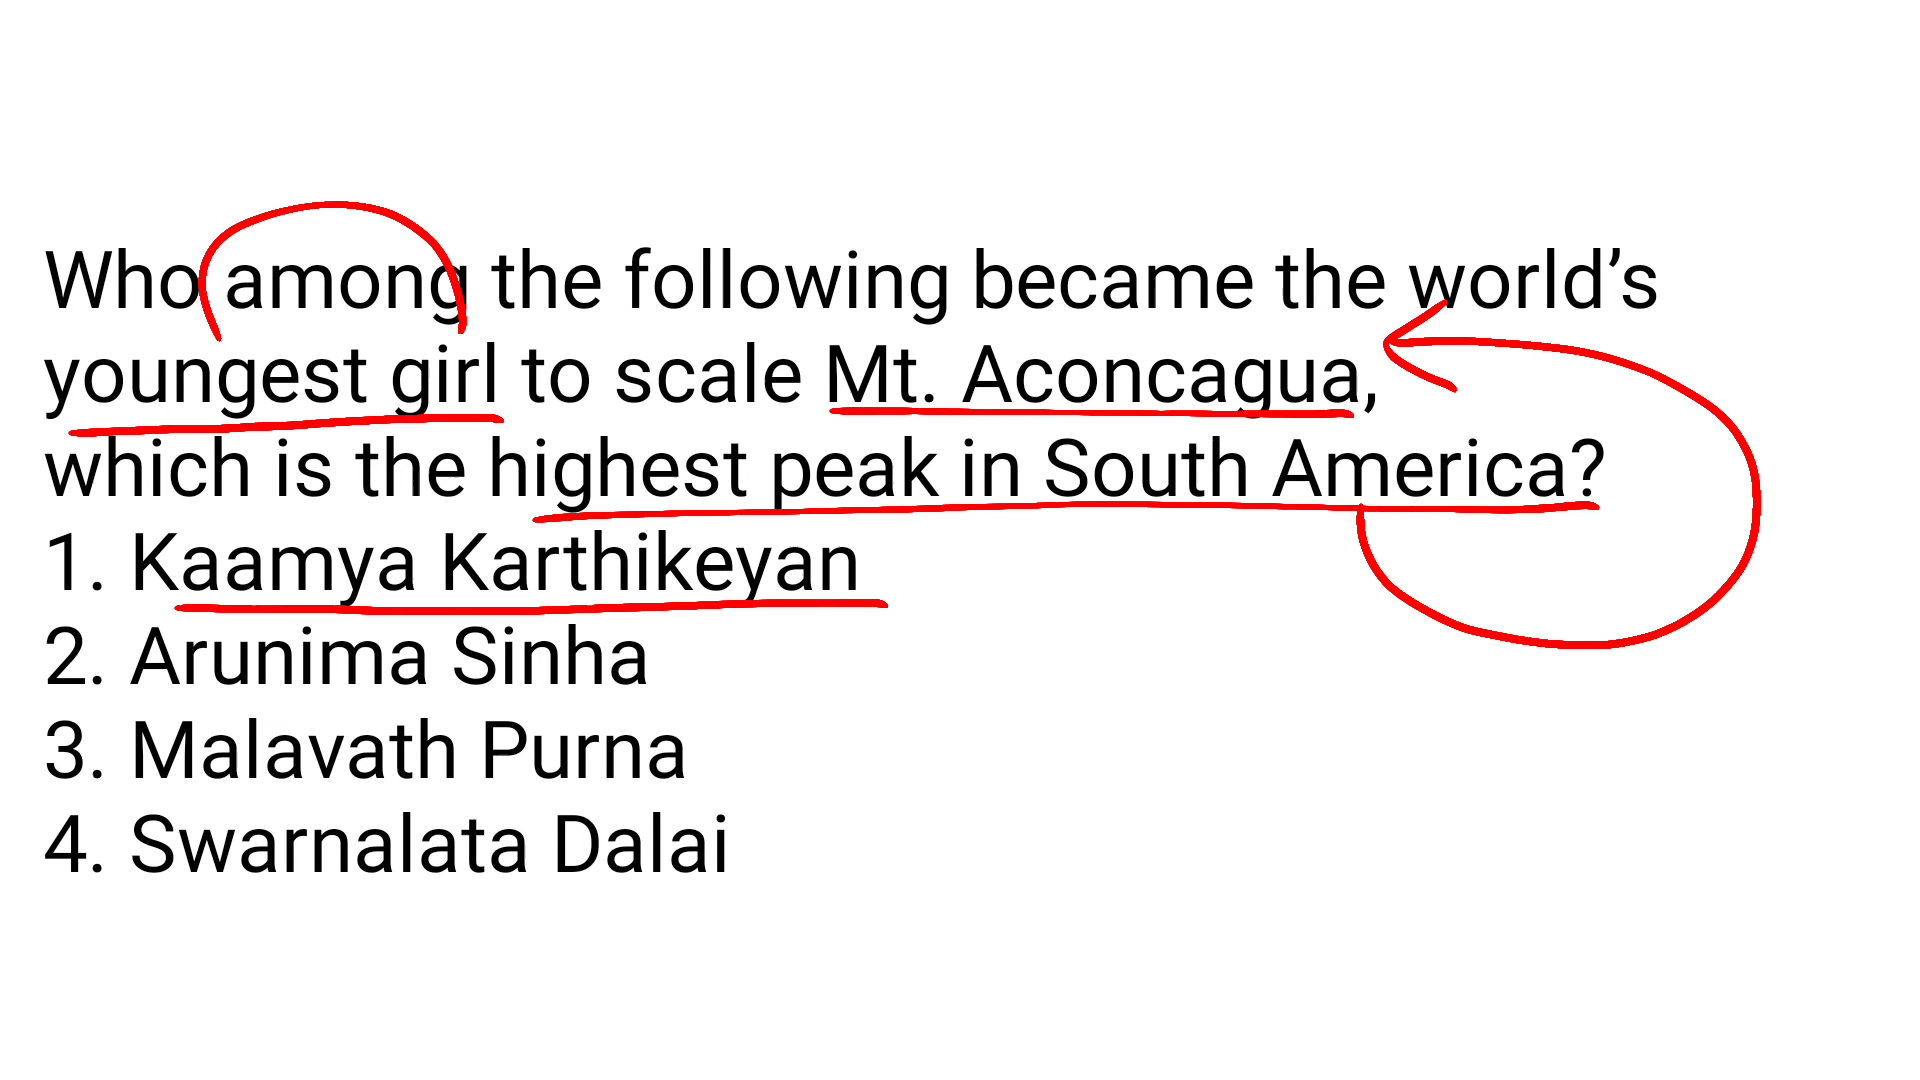 Who among the following became the world’s
youngest girl to scale Mt. Aconcagua,
which is the highest peak in South America?
1. Kaamya Karthikeyan
2. Arunima Sinha
3. Malavath Purna
4. Swarnalata Dalai